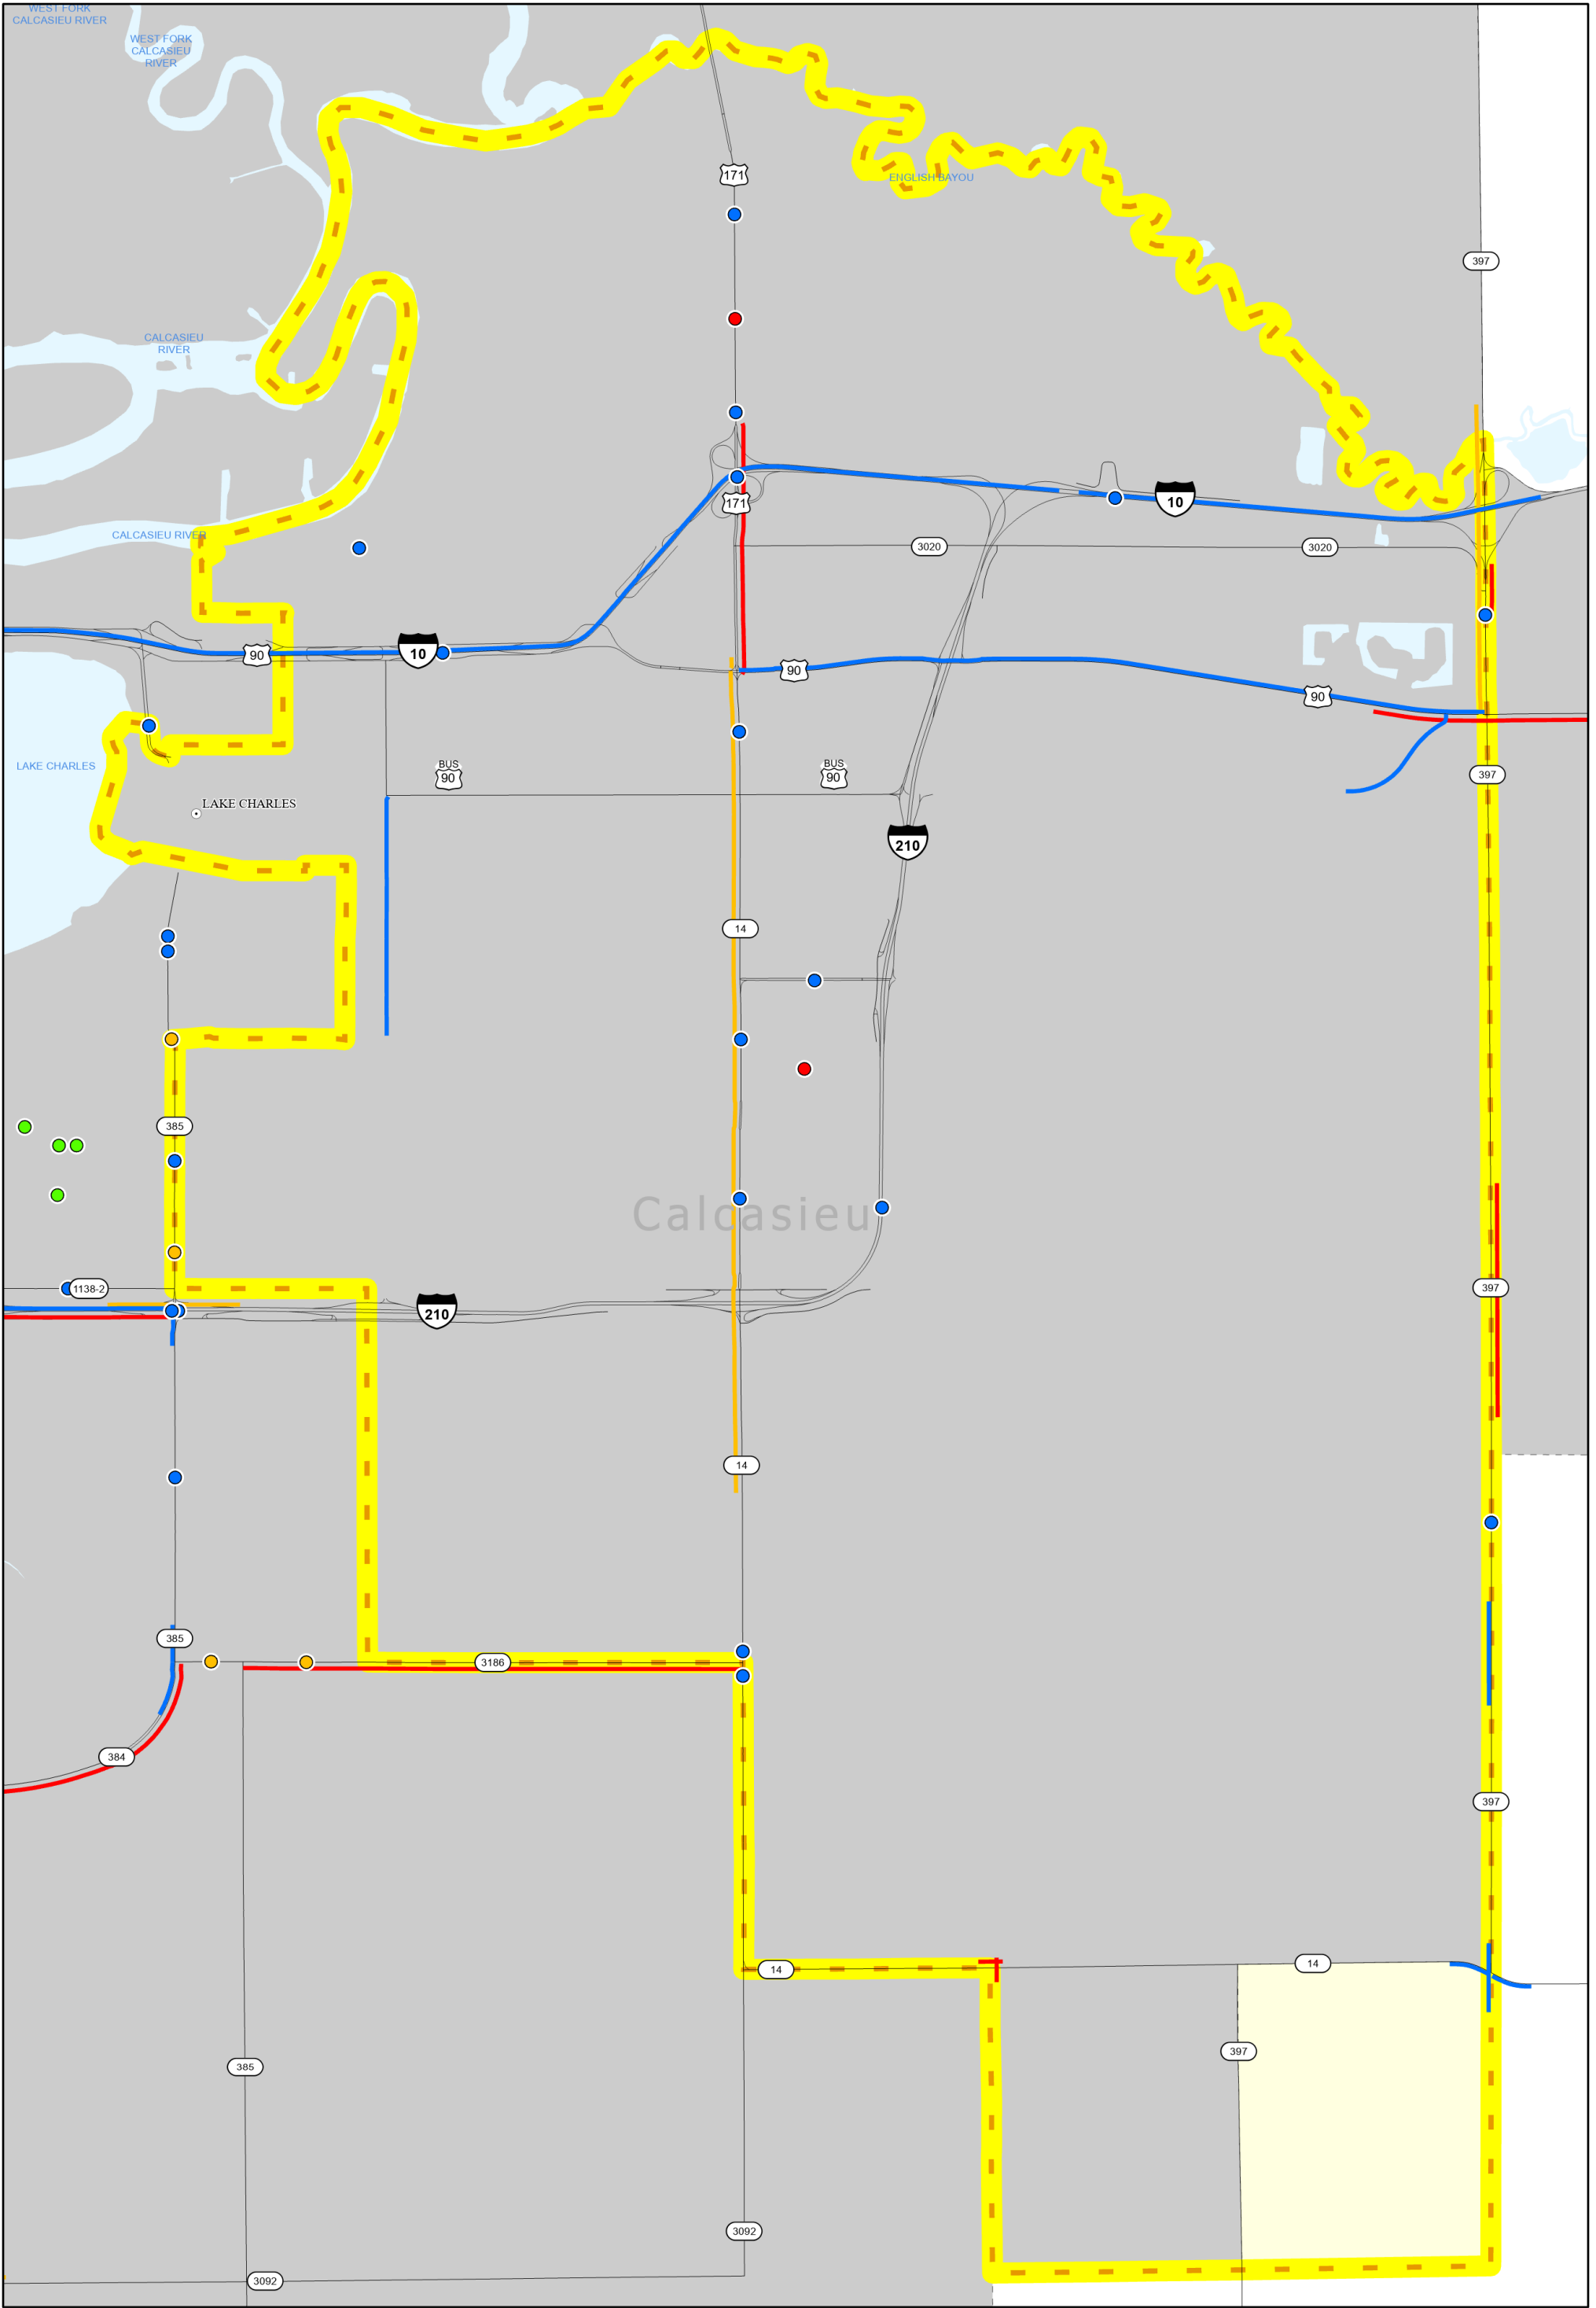 WEST FORK
CALCASIEU RIVER
WEST FORK
CALCASIEU
RIVER
171
ENGLISH BAYOU
397
CALCASIEU
RIVER
10
171
CALCASIEU RIVER
3020
3020
10
90
90
90
LAKE CHARLES
BUS
90
BUS
90
397
LAKE CHARLES
210
14
385
Calcasieu
1138-2
397
210
14
385
3186
384
397
14
14
397
385
3092
3092